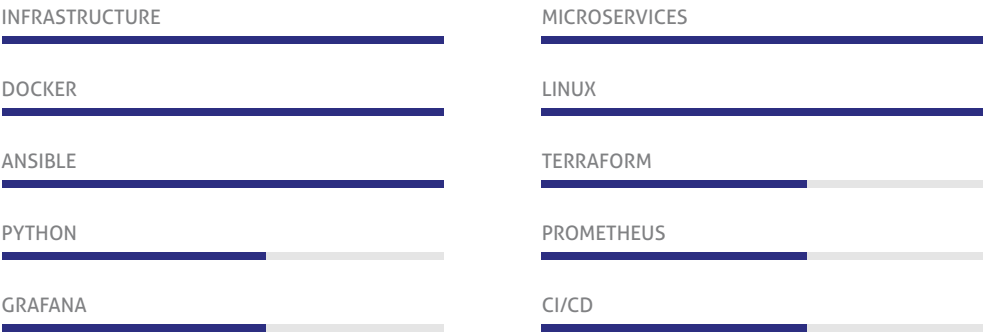 INFRASTRUCTURE
MICROSERVICES
DOCKER
LINUX
ANSIBLE
TERRAFORM
PYTHON
PROMETHEUS
GRAFANA
CI/CD